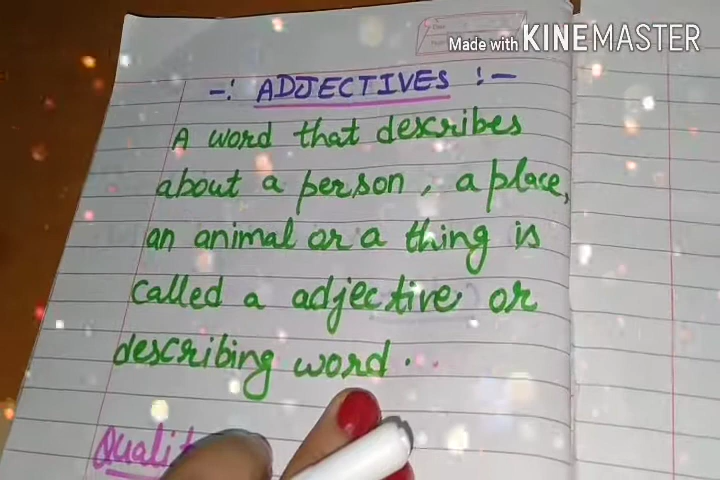 Made with KINEMASTER
-: ADJECTIVES :-
A word that describes
about a person, a place,
an animal or a thing is
called a adjective or
describing word.